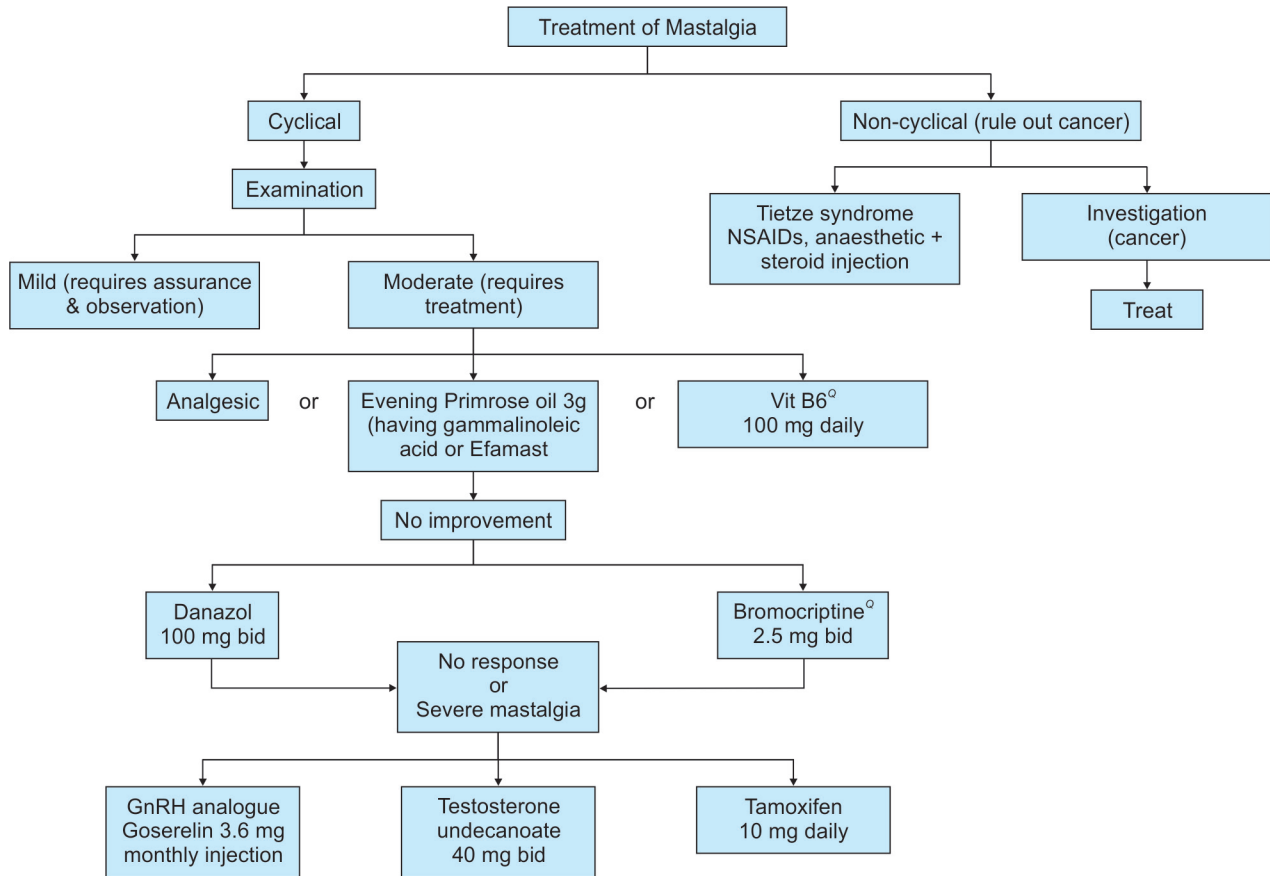 Treatment of Mastalgia
Cyclical
Non-cyclical (rule out cancer)
Examination
Tietze syndrome
NSAIDs, anaesthetic +
steroid injection
Investigation
(cancer)
Mild (requires assurance
& observation)
Moderate (requires
treatment)
Treat
Analgesic
or
Evening Primrose oil 3g
(having gammalinoleic
acid or Efamast
or
Vit B6Q
100 mg daily
No improvement
Danazol
100 mg bid
BromocriptineQ
2.5 mg bid
No response
or
Severe mastalgia
GnRH analogue
Goserelin 3.6 mg
monthly injection
Testosterone
undecanoate
40 mg bid
Tamoxifen
10 mg daily